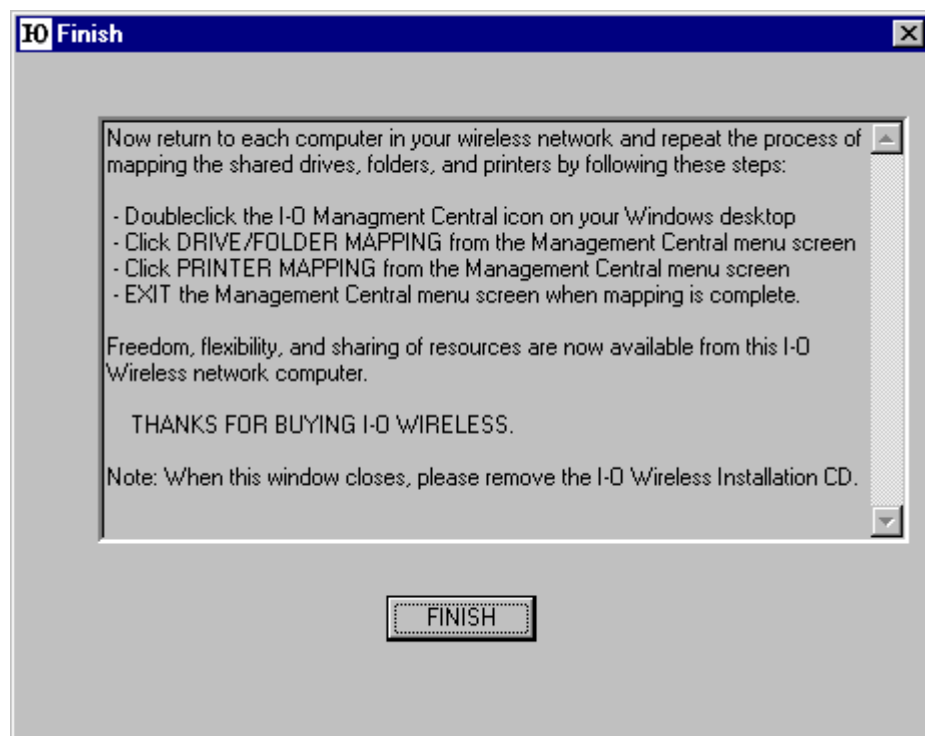 I-O Finish
Now return to each computer in your wireless network and repeat the process of
mapping the shared drives, folders, and printers by following these steps:
- Doubleclick the I-O Managment Central icon on your Windows desktop
- Click DRIVE/FOLDER MAPPING from the Management Central menu screen
- Click PRINTER MAPPING from the Management Central menu screen
- EXIT the Management Central menu screen when mapping is complete.
Freedom, flexibility, and sharing of resources are now available from this I-O
Wireless network computer.
THANKS FOR BUYING I-O WIRELESS.
Note: When this window closes, please remove the I-O Wireless Installation CD.
FINISH